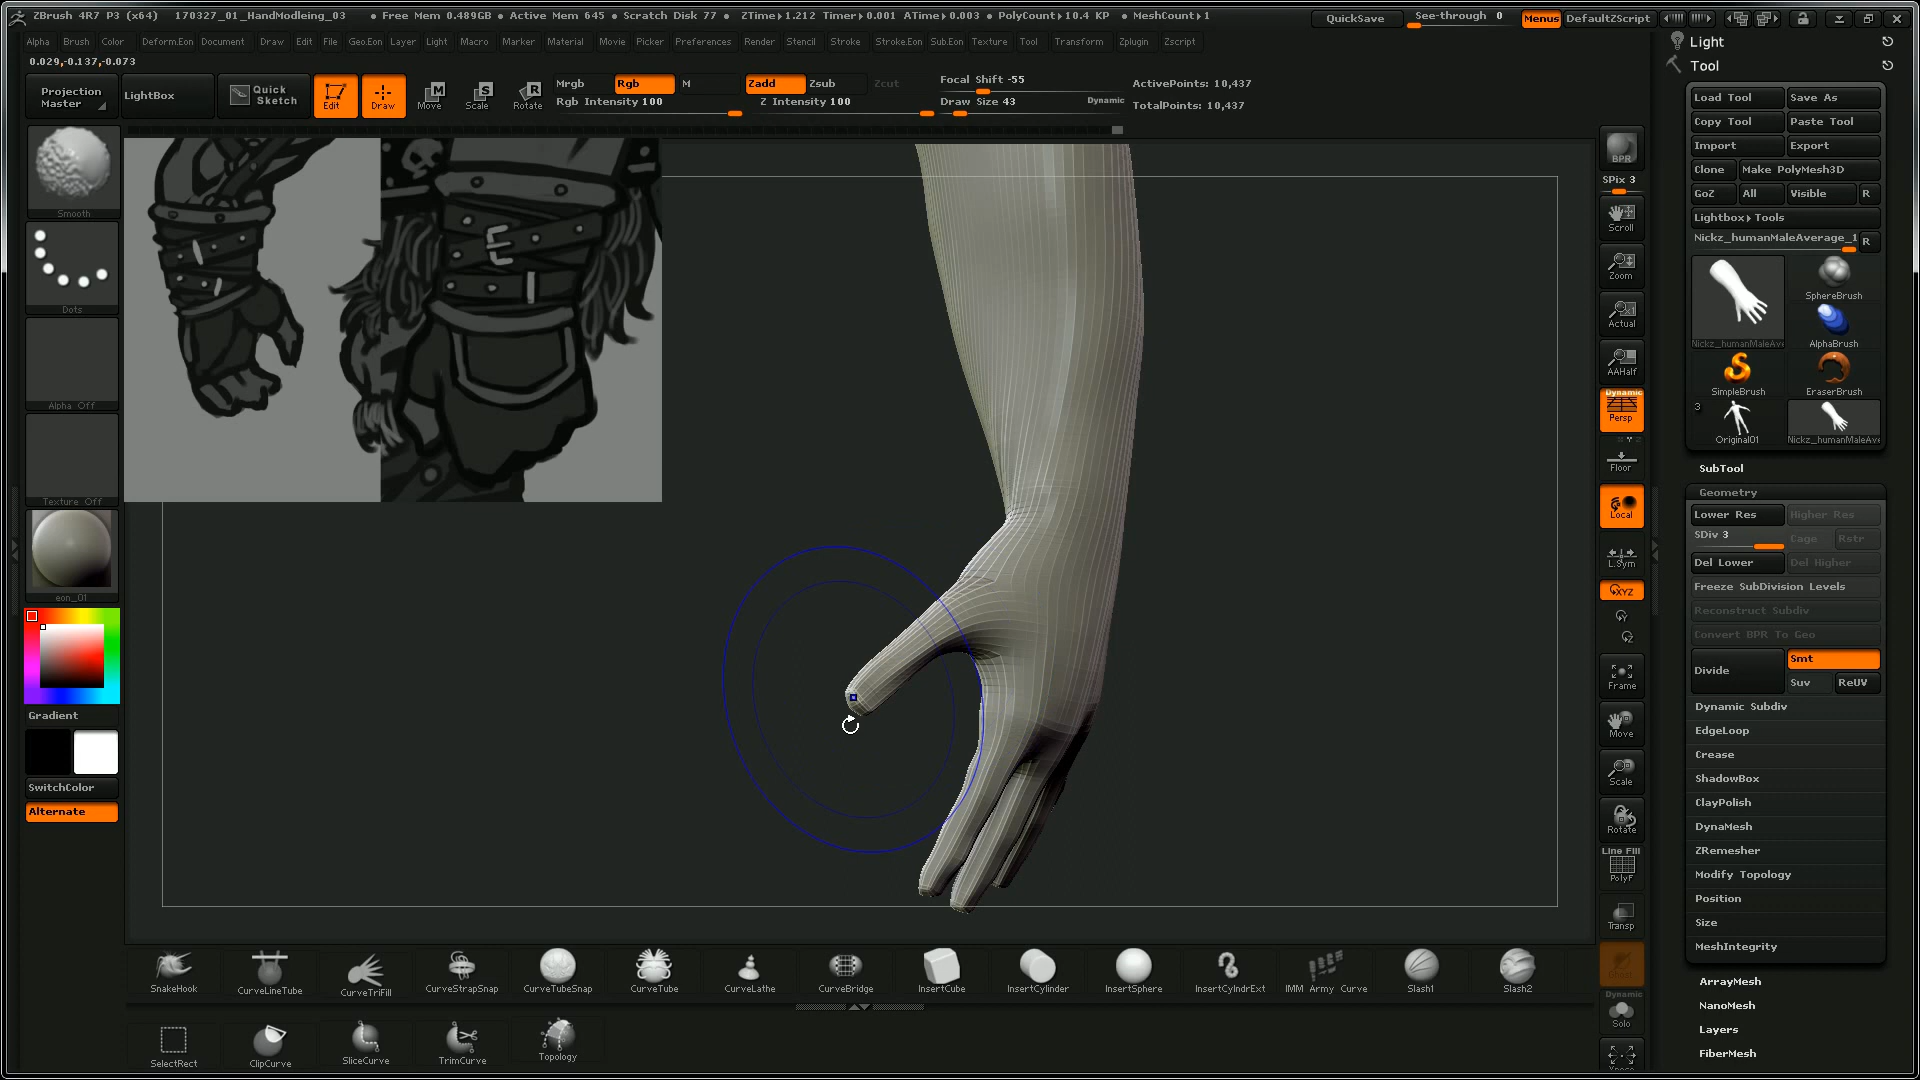 ZBrush 4R7 P3 (x64) 170327_01_HandModleing_03 • Free Mem 0.489GB • Active Mem 645 • Scratch Disk 77 • ZTime▸1.212 Timer▸0.001 ATime▸0.003 • PolyCount▸10.4 KP • MeshCount▸1 QuickSave See-through 0 Menus DefaultZScript
Alpha Brush Color Deform.Eon Document Draw Edit File Geo.Eon Layer Light Macro Marker Material Movie Picker Preferences Render Stencil Stroke Stroke.Eon Sub.Eon Texture Tool Transform Zplugin Zscript
0.029,-0.137,-0.073
Projection Master
LightBox
Quick Sketch
Edit Draw Move Scale Rotate
M S R
Mrgb Rgb M Zadd Zsub Zcut
Rgb Intensity 100 Z Intensity 100
Focal Shift -55
Draw Size 43 Dynamic
ActivePoints: 10,437
TotalPoints: 10,437
Smooth
Dots
Alpha Off
Texture Off
eon_01
Gradient
SwitchColor
Alternate
BPR
SPix 3
Scroll
Zoom
Actual
AAHalf
Dynamic
Persp
Floor
Local
L.Sym
XYZ
Frame
Move
Scale
Rotate
Line Fill
PolyF
Transp
Ghost
Dynamic
Solo
Xpose
Light
Tool
Load Tool Save As
Copy Tool Paste Tool
Import Export
Clone Make PolyMesh3D
GoZ All Visible R
Lightbox▸Tools
Nickz_humanMaleAverage_1 R
SphereBrush
Nickz_humanMaleAve AlphaBrush
SimpleBrush EraserBrush
3
Original01 Nickz_humanMaleAve
SubTool
Geometry
Lower Res Higher Res
SDiv 3 Cage Rstr
Del Lower Del Higher
Freeze SubDivision Levels
Reconstruct Subdiv
Convert BPR To Geo
Divide Smt
Suv ReUV
Dynamic Subdiv
EdgeLoop
Crease
ShadowBox
ClayPolish
DynaMesh
ZRemesher
Modify Topology
Position
Size
MeshIntegrity
ArrayMesh
NanoMesh
Layers
FiberMesh
SnakeHook CurveLineTube CurveTriFill CurveStrapSnap CurveTubeSnap CurveTube CurveLathe CurveBridge InsertCube InsertCylinder InsertSphere InsertCylndrExt IMM Army Curve Slash1 Slash2
SelectRect ClipCurve SliceCurve TrimCurve Topology